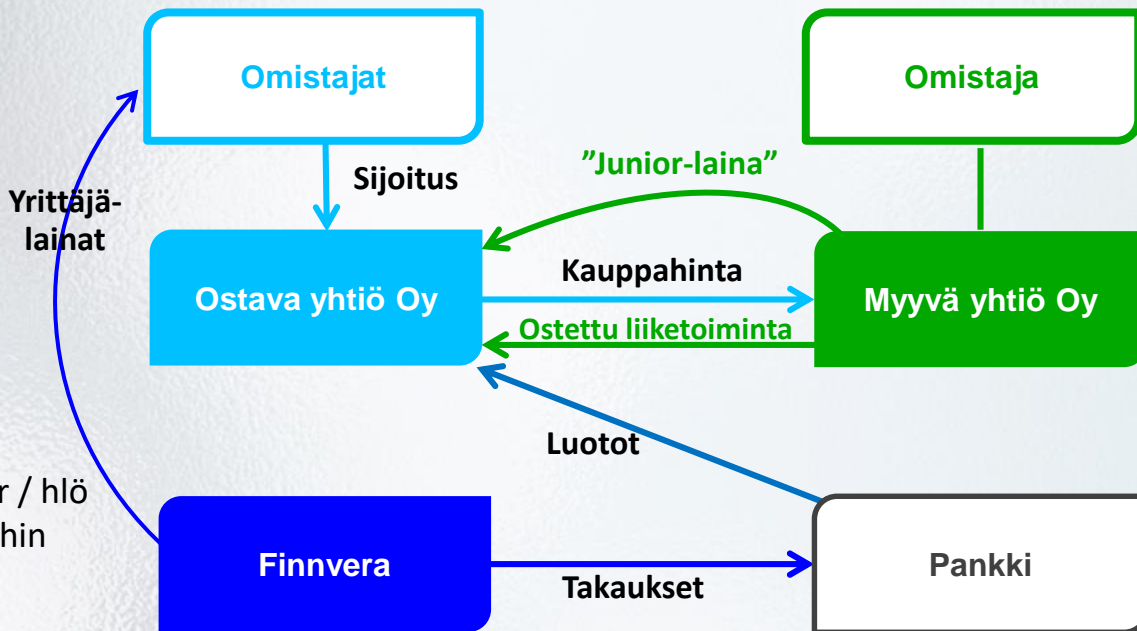 Omistajat
Omistaja
”Junior-laina”
Sijoitus
Yrittäjä-
lainat
Kauppahinta
Ostava yhtiö Oy
Myyvä yhtiö Oy
Ostettu liiketoiminta
Luotot
/ hlö
Finnvera
Takaukset
Pankki